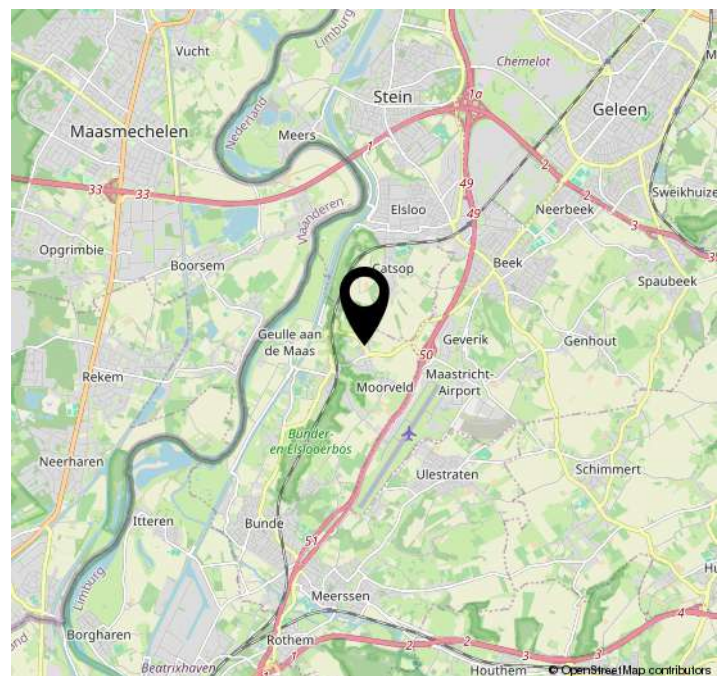 Limburg
Vucht
Chemelot
1a
Stein
Geleen
Nederland
Maasmechelen
Meers
1
2
33
33
49
2
Sweikhuize
Vlaanderen
Elsloo
49
Neerbeek
3
Opgrimbie
Boorsem
Beek
Catsop
Spaubeek
Geulle aan
de Maas
Geverik
Genhout
50
Rekem
Maastricht-
Airport
Moorveld
Bunder-
en Elslooerbos
Neerharen
Ulestraten
Schimmert
Itteren
Bunde
51
Limburg
Meerssen
4
Borgharen
Rothem
2
2
3
3
Beatrixhaven
1
Houthem
© OpenStreetMap contributors